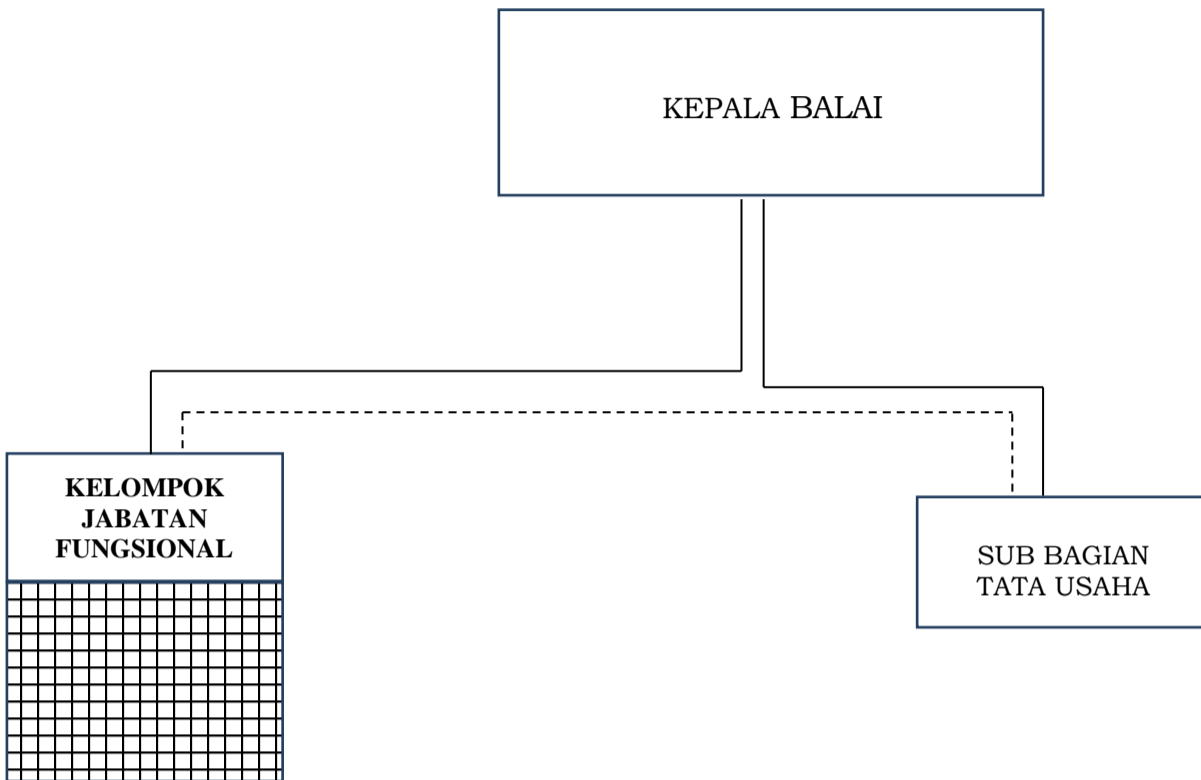 KEPALA BALAI
KELOMPOK
JABATAN
FUNGSIONAL
SUB BAGIAN
TATA USAHA